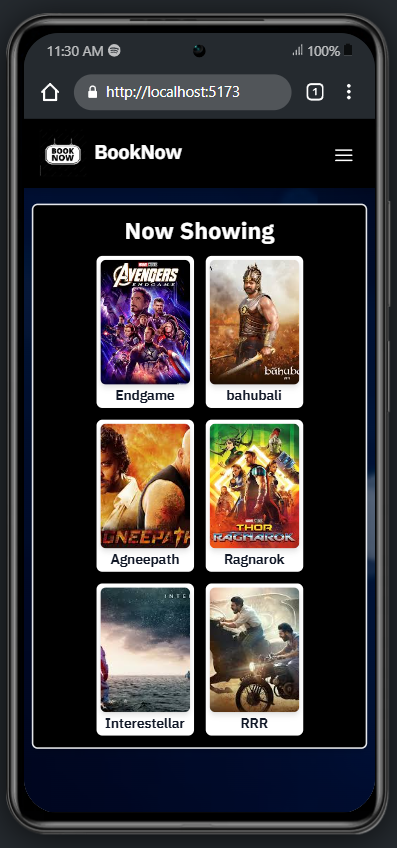 11:30 AM
100%
http://localhost:5173
1
BOOK
NOW
BookNow
Now Showing
AVENGERS
ENDGAME
bahuba
Endgame
bahubali
GNEEPATH
THOR
RAGNAROK
Agneepath
Ragnarok
INTE
Interestellar
RRR